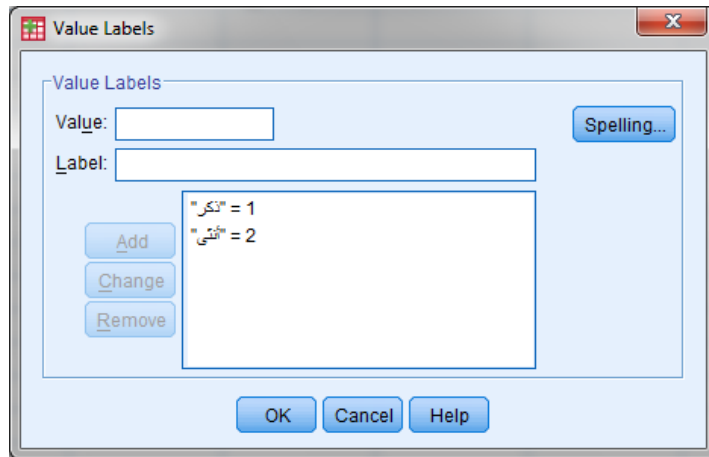 Value Labels
Value Labels
Value:
Spelling...
Label:
"ذكر" = 1
"أنثى" = 2
Add
Change
Remove
OK
Cancel
Help